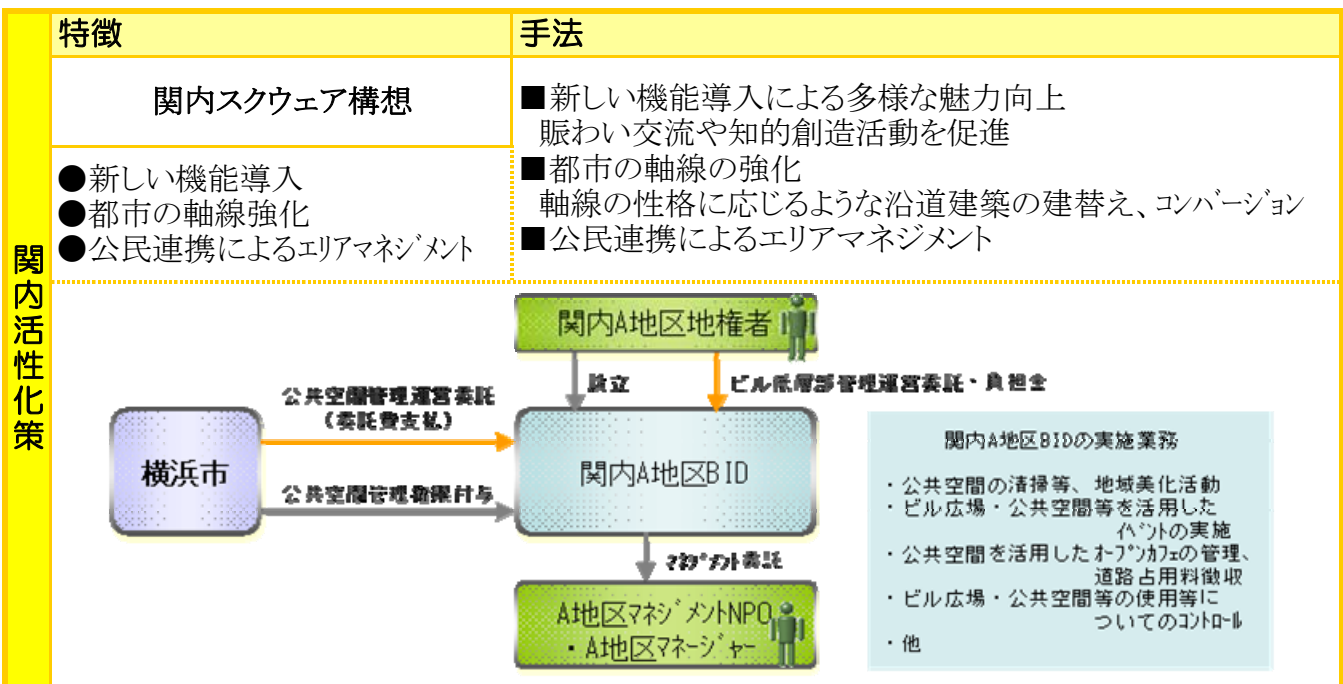 関内活性化策
特徴
手法
関内スクウェア構想
●新しい機能導入
●都市の軸線強化
●公民連携によるエリアマネジメント
■新しい機能導入による多様な魅力向上
賑わい交流や知的創造活動を促進
■都市の軸線の強化
軸線の性格に応じるような沿道建築の建替え、コンバージョン
■公民連携によるエリアマネジメント
関内A地区地権者
設立
ビル低層部管理運営委託・負担金
公共空間管理運営委託
(委託費支払)
横浜市
公共空間管理権限付与
関内A地区BID
マネジメント委託
A地区マネジメントNPO
・A地区マネージャー
関内A地区BIDの実施業務
・公共空間の清掃等、地域美化活動
・ビル広場・公共空間等を活用した
イベントの実施
・公共空間を活用したオープンカフェの管理、
道路占用料徴収
・ビル広場・公共空間等の使用等に
ついてのコントロール
・他